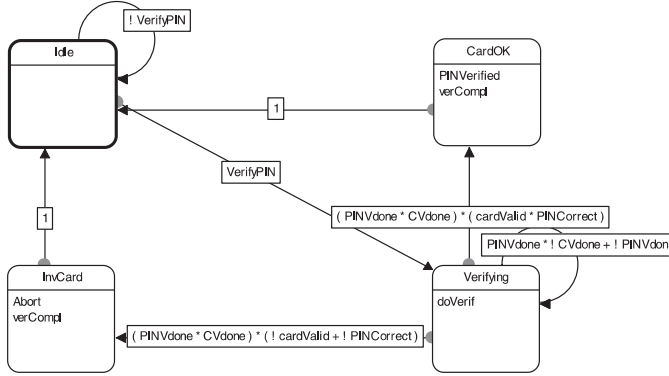 ! VerifyPIN
Idle
CardOK
PINVerified
verCompl
1
VerifyPIN
( PINVdone * CVdone ) * ( cardValid * PINCorrect )
1
PINVdone * ! CVdone + ! PINVdon
InvCard
Abort
verCompl
Verifying
doVerif
( PINVdone * CVdone ) * ( ! cardValid + ! PINCorrect )